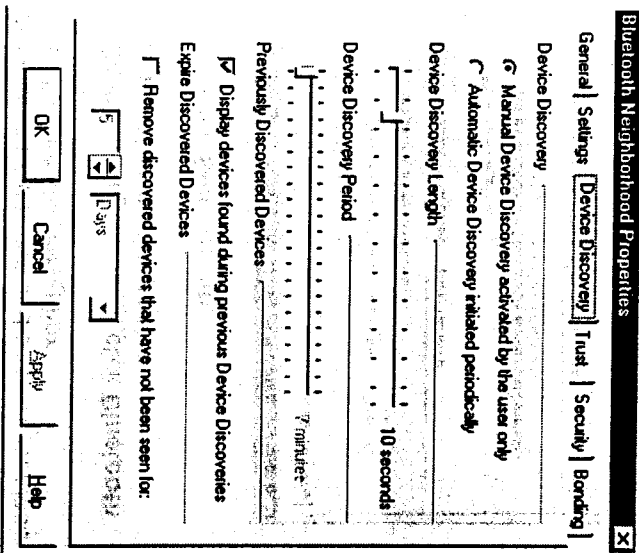 Bluetooth Neighborhood Properties
General Settings Device Discovery Trust Security Bonding
Device Discovery
Manual Device Discovery activated by the user only
Automatic Device Discovery initiated periodically
Device Discovery Length
10 seconds
Device Discovery Period
7 minutes
Previously Discovered Devices
Display devices found during previous Device Discoveries
Expire Discovered Devices
Remove discovered devices that have not been seen for:
5 Days
OK Cancel Apply Help